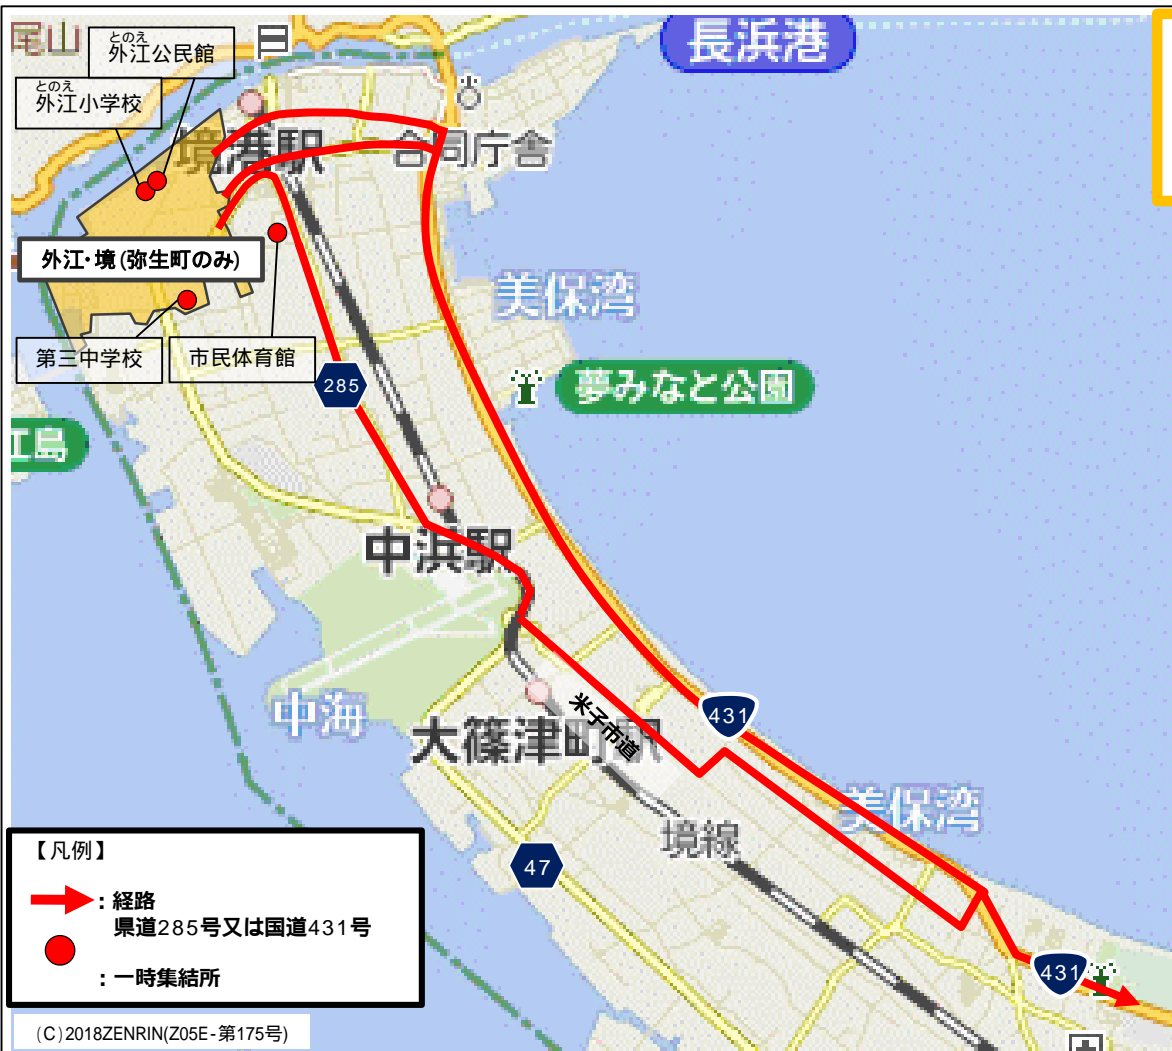 尾山
とのえ
外江公民館
長浜港
とのえ
外江小学校
境港駅
合同庁舎
外江・境(弥生町のみ)
美保湾
第三中学校
市民体育館
285
夢みなと公園
江島
中浜駅
中海
米子市道
431
大篠津町駅
美保湾
境線
47
【凡例】
：経路
県道285号又は国道431号
：一時集結所
431
(C)2018ZENRIN(Z05E-第175号)